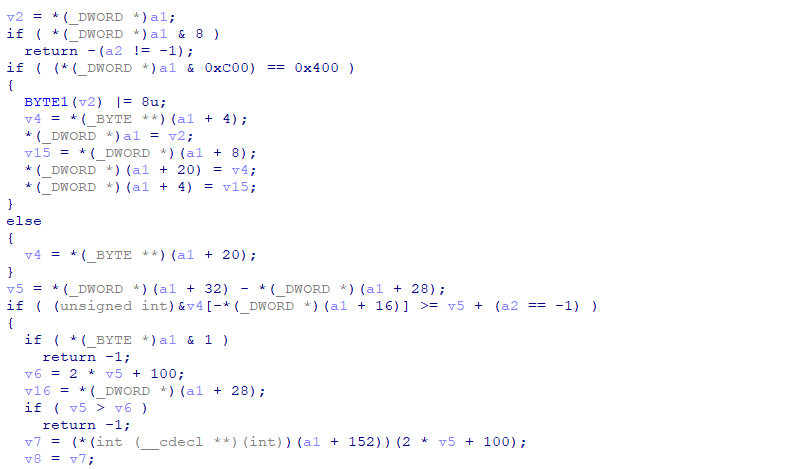 v2 = *(_DWORD *)a1;
if ( *(_DWORD *)a1 & 8 )
return -(a2 != -1);
if ( (*(_DWORD *)a1 & 0xC00) == 0x400 )
{
BYTE1(v2) |= 8u;
v4 = *(_BYTE **)(a1 + 4);
*(_DWORD *)a1 = v2;
v15 = *(_DWORD *)(a1 + 8);
*(_DWORD *)(a1 + 20) = v4;
*(_DWORD *)(a1 + 4) = v15;
}
else
{
v4 = *(_BYTE **)(a1 + 20);
}
v5 = *(_DWORD *)(a1 + 32) - *(_DWORD *)(a1 + 28);
if ( (unsigned int)&v4[-*(_DWORD *)(a1 + 16)] >= v5 + (a2 == -1) )
{
if ( *(_BYTE *)a1 & 1 )
return -1;
v6 = 2 * v5 + 100;
v16 = *(_DWORD *)(a1 + 28);
if ( v5 > v6 )
return -1;
v7 = (*(int (__cdecl **)(int))(a1 + 152))(2 * v5 + 100);
v8 = v7;